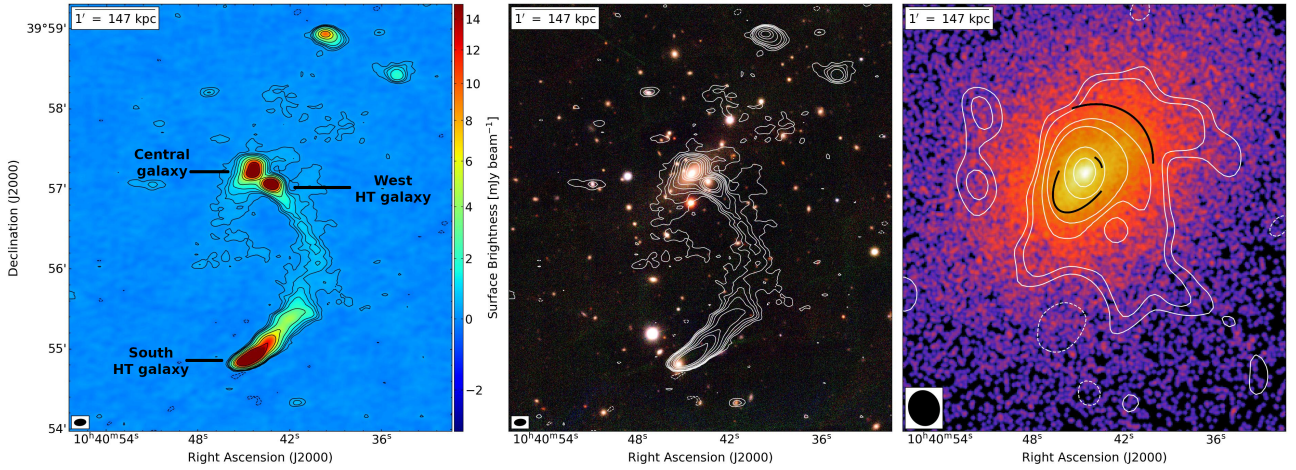 1′ = 147 kpc
39°59'
58'
57'
56'
55'
54'
Declination (J2000)
Central
galaxy
West
HT galaxy
South
HT galaxy
10ʰ40ᵐ54ˢ
48ˢ
42ˢ
36ˢ
Right Ascension (J2000)
14
12
10
8
6
4
2
0
−2
Surface Brightness [mJy beam⁻¹]
1′ = 147 kpc
10ʰ40ᵐ54ˢ
48ˢ
42ˢ
36ˢ
Right Ascension (J2000)
1′ = 147 kpc
10ʰ40ᵐ54ˢ
48ˢ
42ˢ
36ˢ
Right Ascension (J2000)